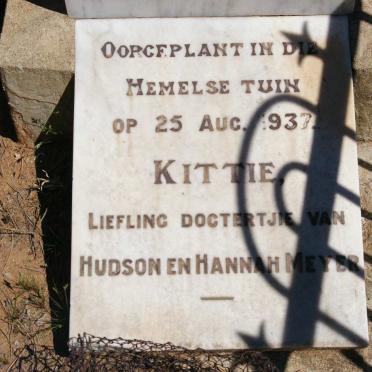 OORGEPLANT IN DIE
HEMELSE TUIN
OP 25 AUG. 1937.
KITTIE,
LIEFLING DOGTERTJIE VAN
HUDSON EN HANNAH MEYER